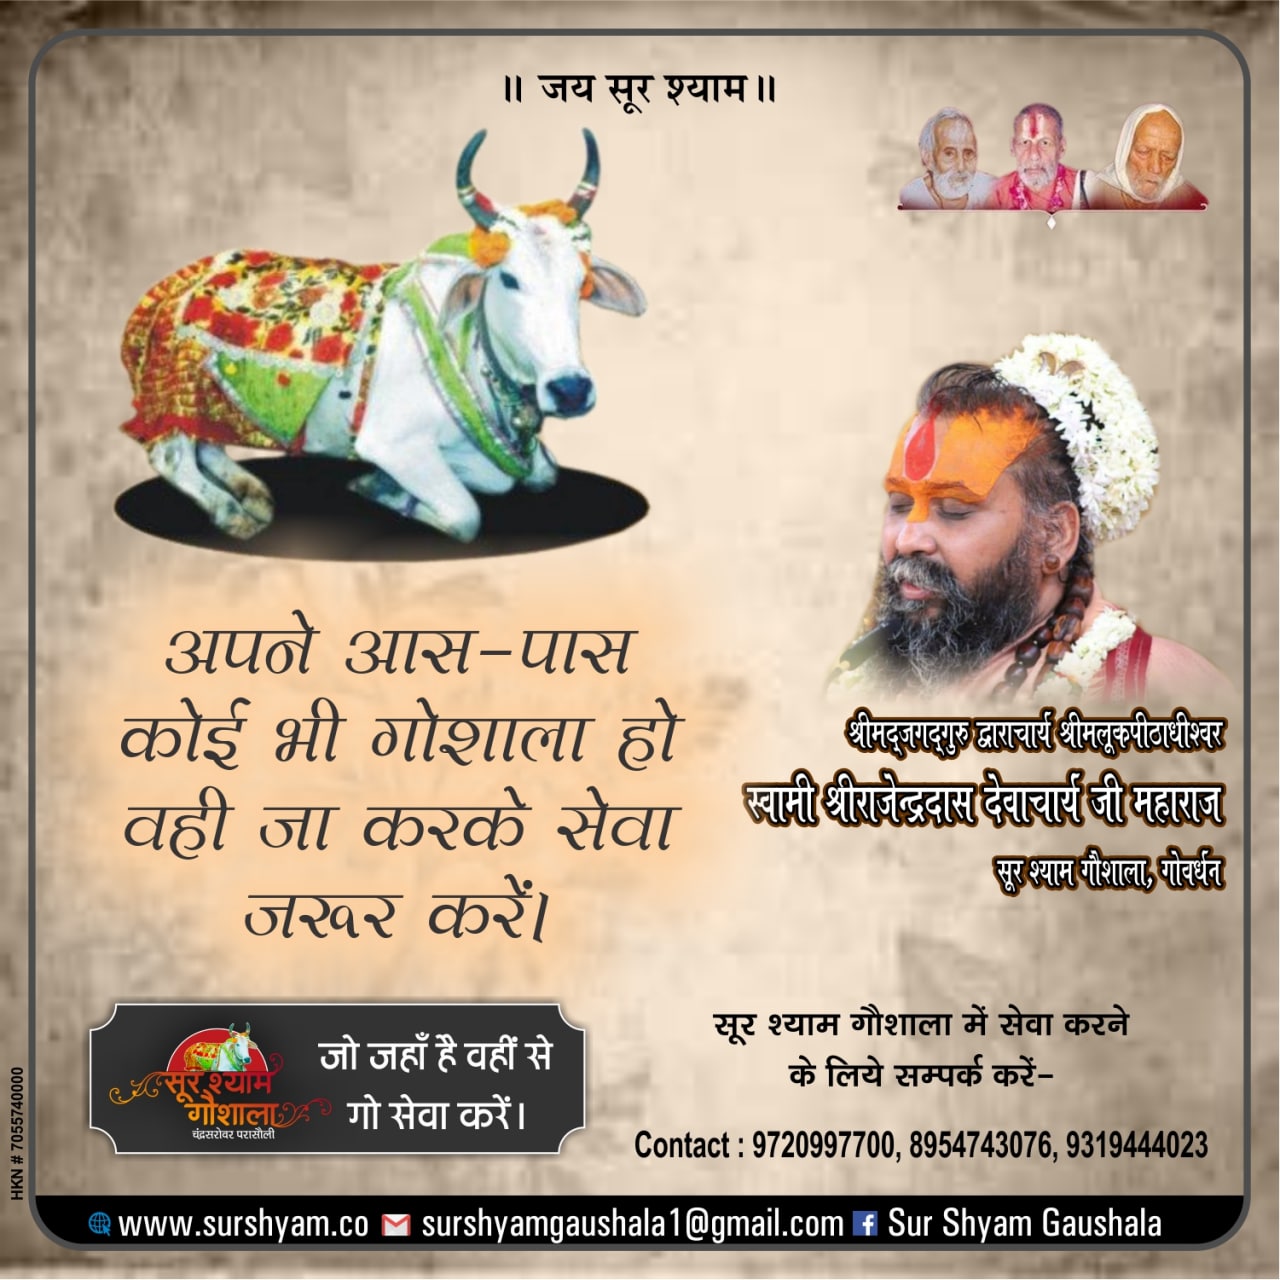 ॥ जय सूर श्याम॥
अपने आस-पास
कोई भी गोशाला हो
वही जा करके सेवा
जरूर करें।
श्रीमद्जगद्गुरु द्वाराचार्य श्रीमलूकपीठाधीश्वर
स्वामी श्रीराजेन्द्रदास देवाचार्य जी महाराज
सूर श्याम गौशाला, गोवर्धन
सूर श्याम
गौशाला
चंद्रसरोवर परासौली
जो जहाँ है वहीं से
गो सेवा करें।
सूर श्याम गौशाला में सेवा करने
के लिये सम्पर्क करें-
Contact : 9720997700, 8954743076, 9319444023
HKN # 7055740000
www.surshyam.co surshyamgaushala1@gmail.com Sur Shyam Gaushala